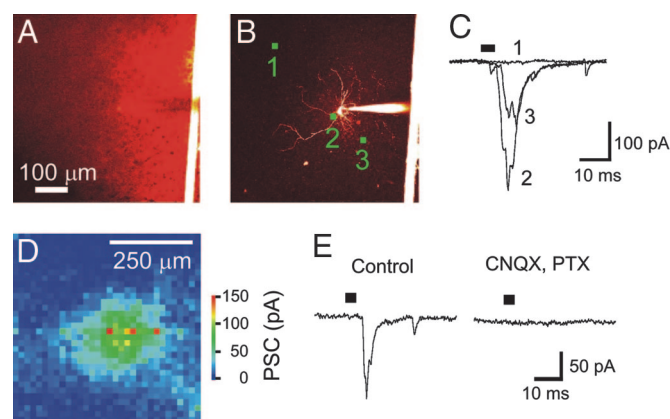 A
B
C
100 µm
1
2
3
1
3
2
100 pA
10 ms
D
250 µm
150
100
50
0
PSC (pA)
E
Control
CNQX, PTX
50 pA
10 ms